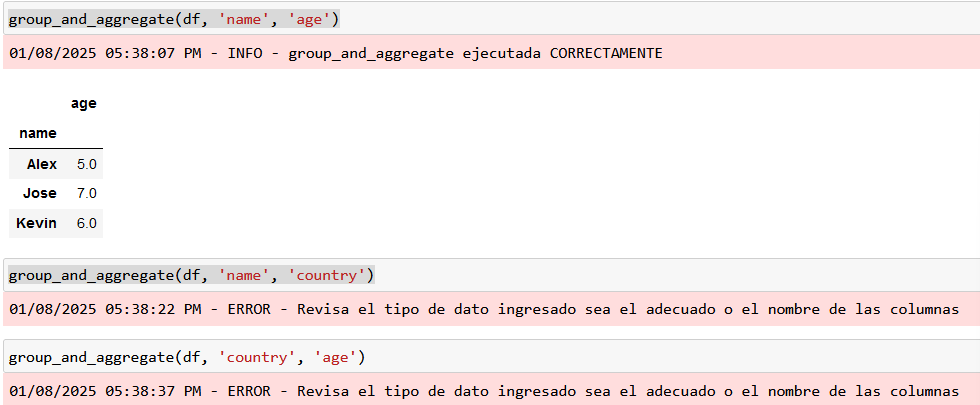 group_and_aggregate(df, 'name', 'age')
01/08/2025 05:38:07 PM - INFO - group_and_aggregate ejecutada CORRECTAMENTE
age
name
Alex 5.0
Jose 7.0
Kevin 6.0
group_and_aggregate(df, 'name', 'country')
01/08/2025 05:38:22 PM - ERROR - Revisa el tipo de dato ingresado sea el adecuado o el nombre de las columnas
group_and_aggregate(df, 'country', 'age')
01/08/2025 05:38:37 PM - ERROR - Revisa el tipo de dato ingresado sea el adecuado o el nombre de las columnas